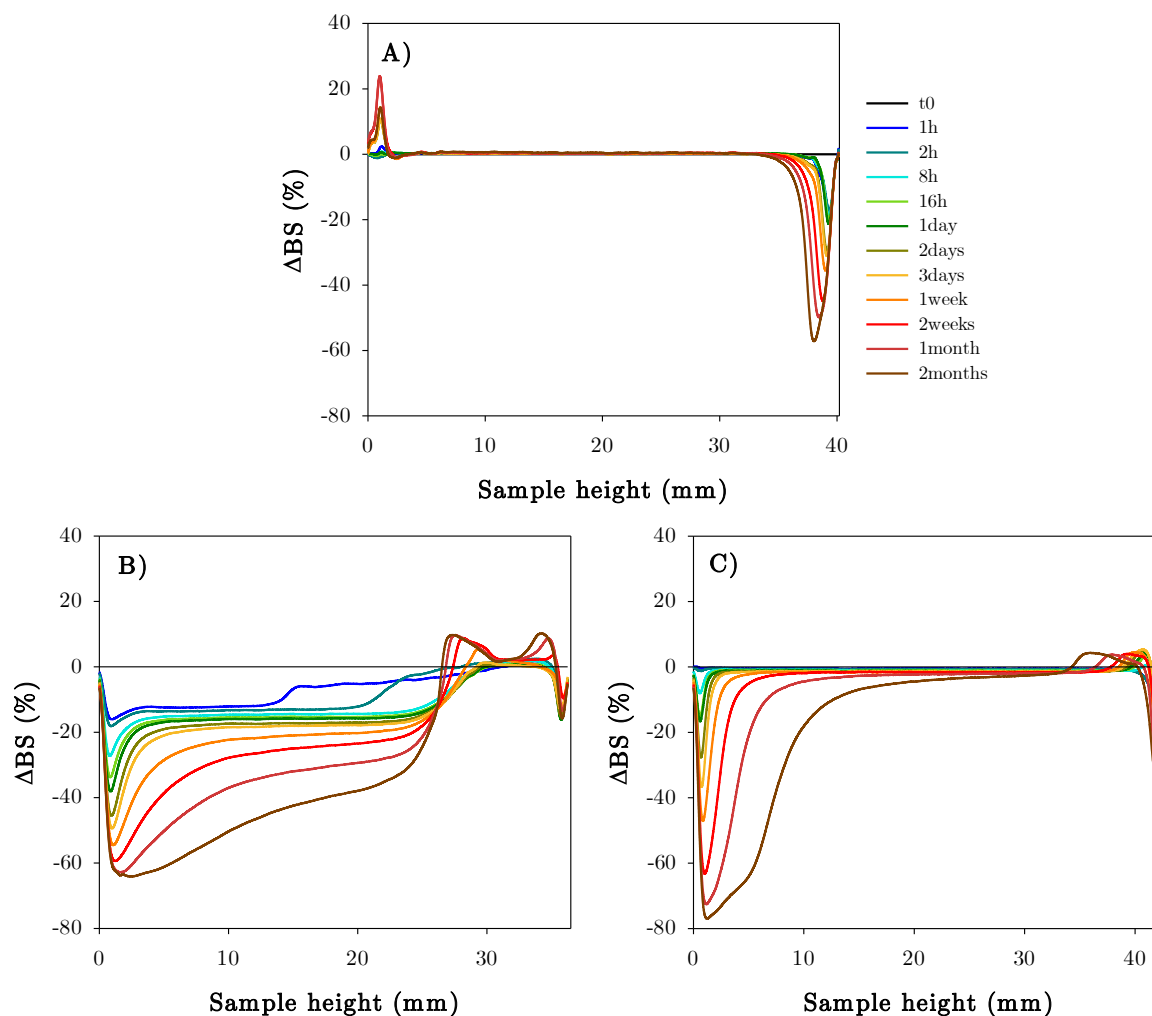 A)
40
20
0
-20
-40
-60
-80
ΔBS (%)
0 10 20 30 40
Sample height (mm)
t0
1h
2h
8h
16h
1day
2days
3days
1week
2weeks
1month
2months
B)
40
20
0
-20
-40
-60
-80
ΔBS (%)
0 10 20 30
Sample height (mm)
C)
40
20
0
-20
-40
-60
-80
ΔBS (%)
0 10 20 30 40
Sample height (mm)